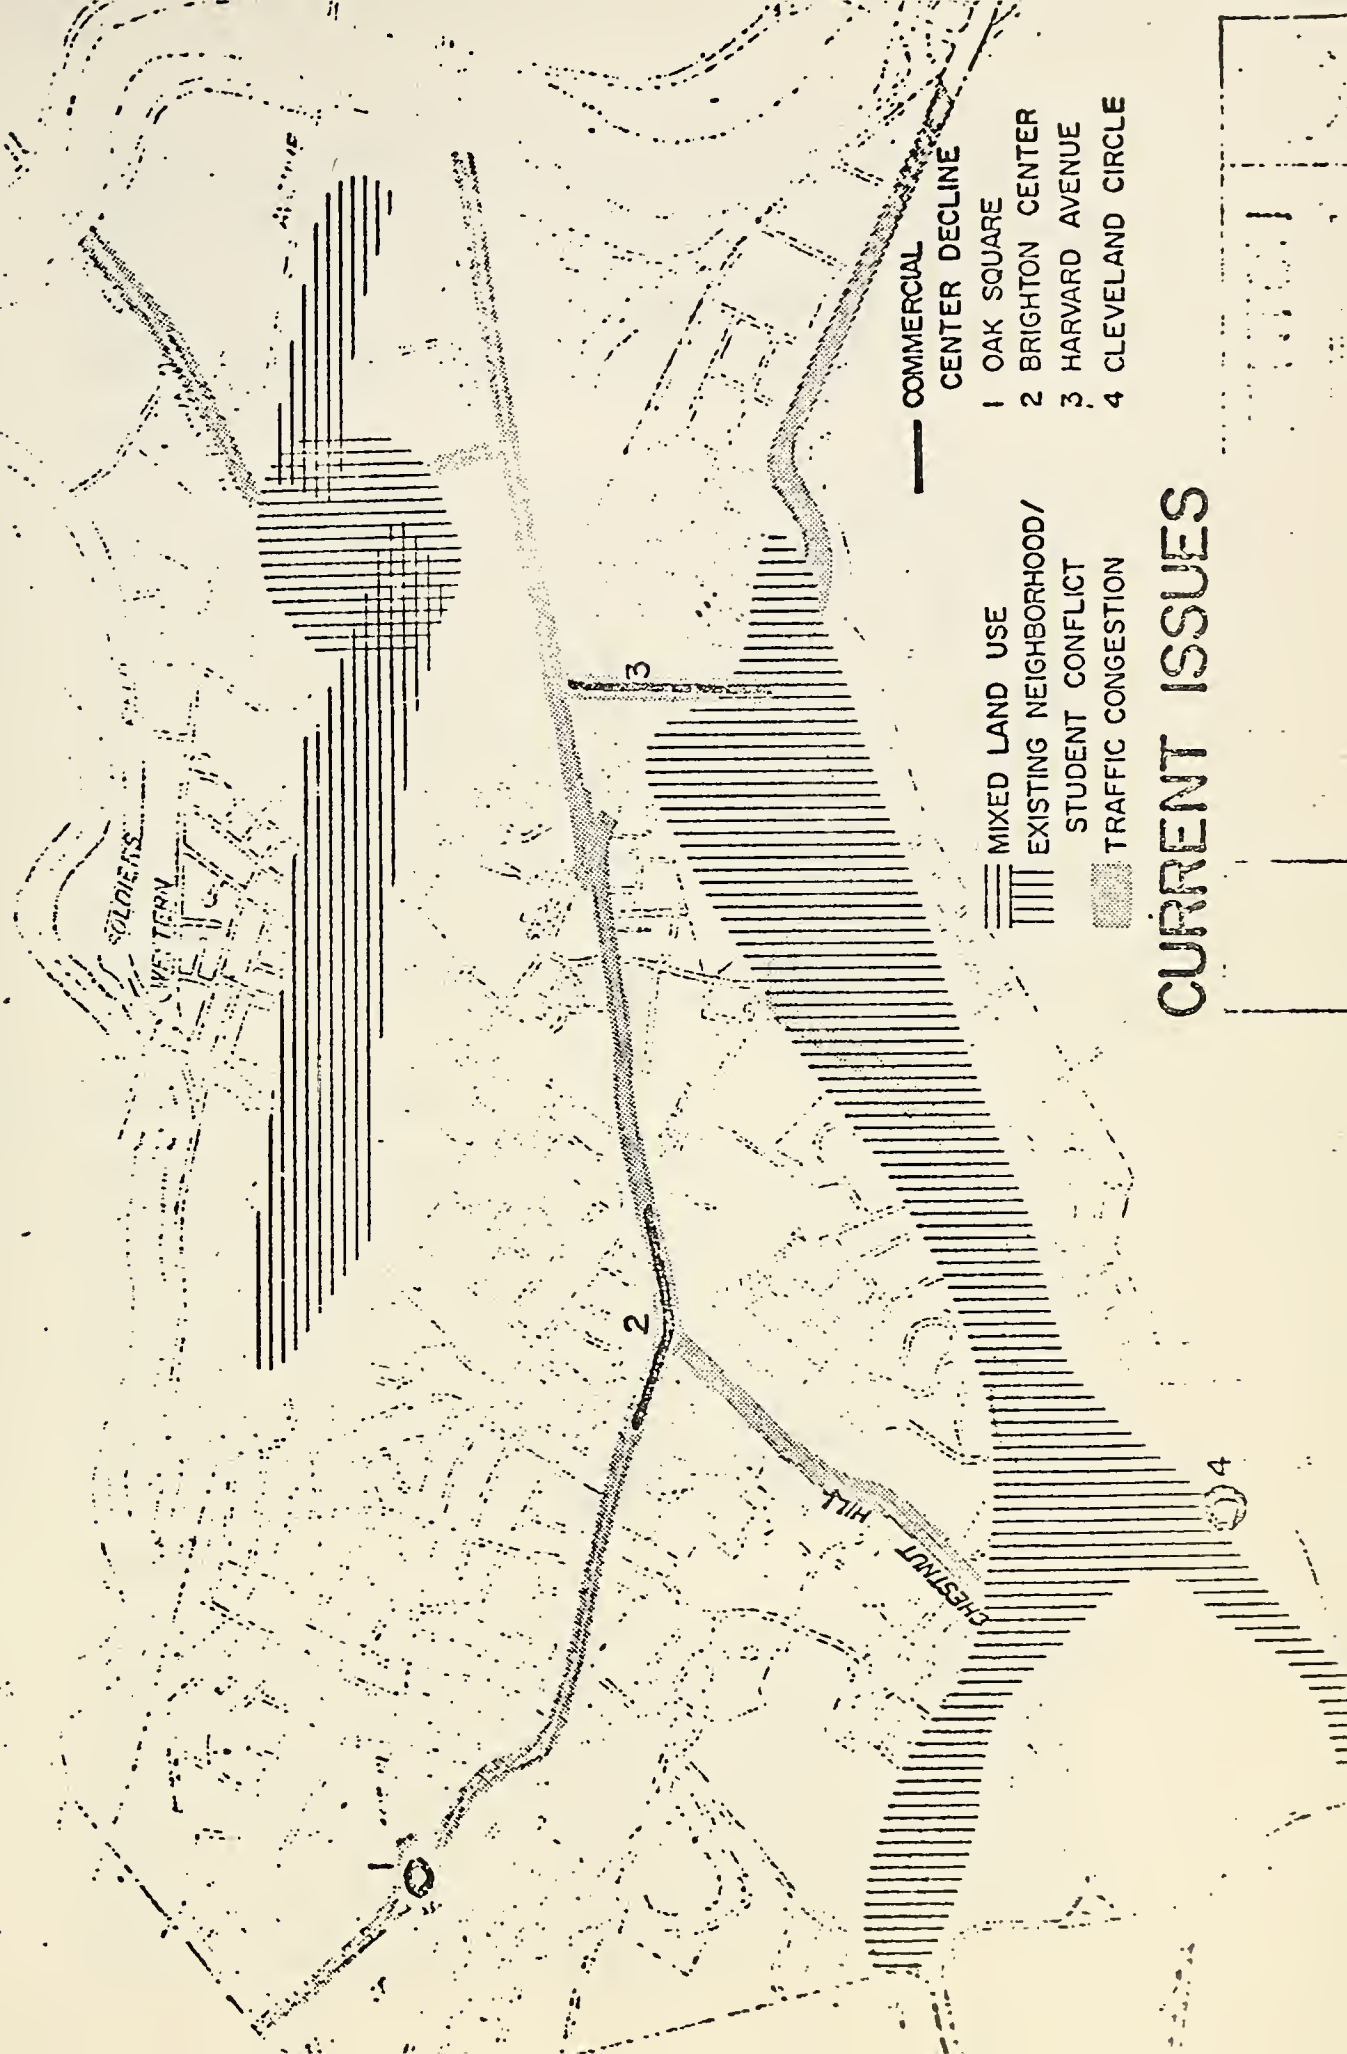 SOLDIERS
WESTERN
CHESTNUT
HILL
1
2
3
4
MIXED LAND USE
EXISTING NEIGHBORHOOD/
STUDENT CONFLICT
TRAFFIC CONGESTION
COMMERCIAL
CENTER DECLINE
1 OAK SQUARE
2 BRIGHTON CENTER
3 HARVARD AVENUE
4 CLEVELAND CIRCLE
CURRENT ISSUES